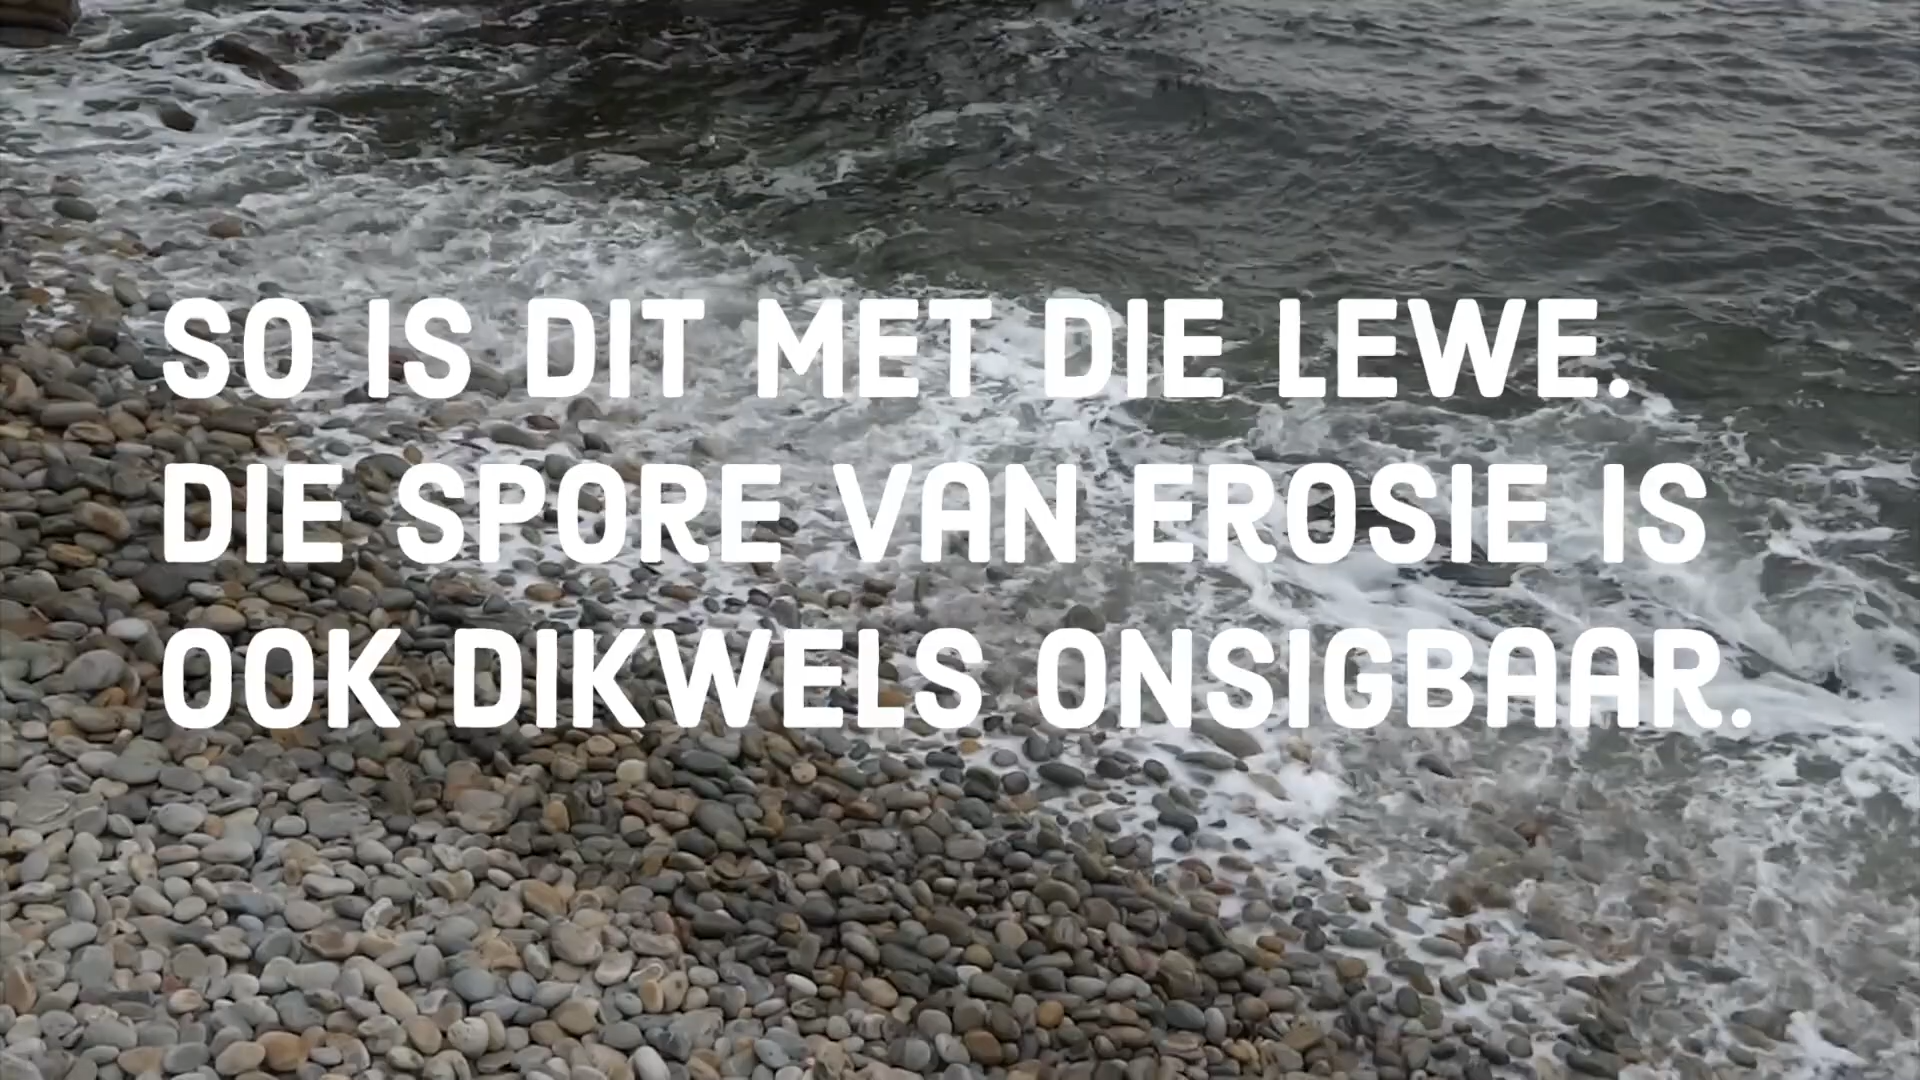 SO IS DIT MET DIE LEWE.
DIE SPORE VAN EROSIE IS
OOK DIKWELS ONSIGBAAR.